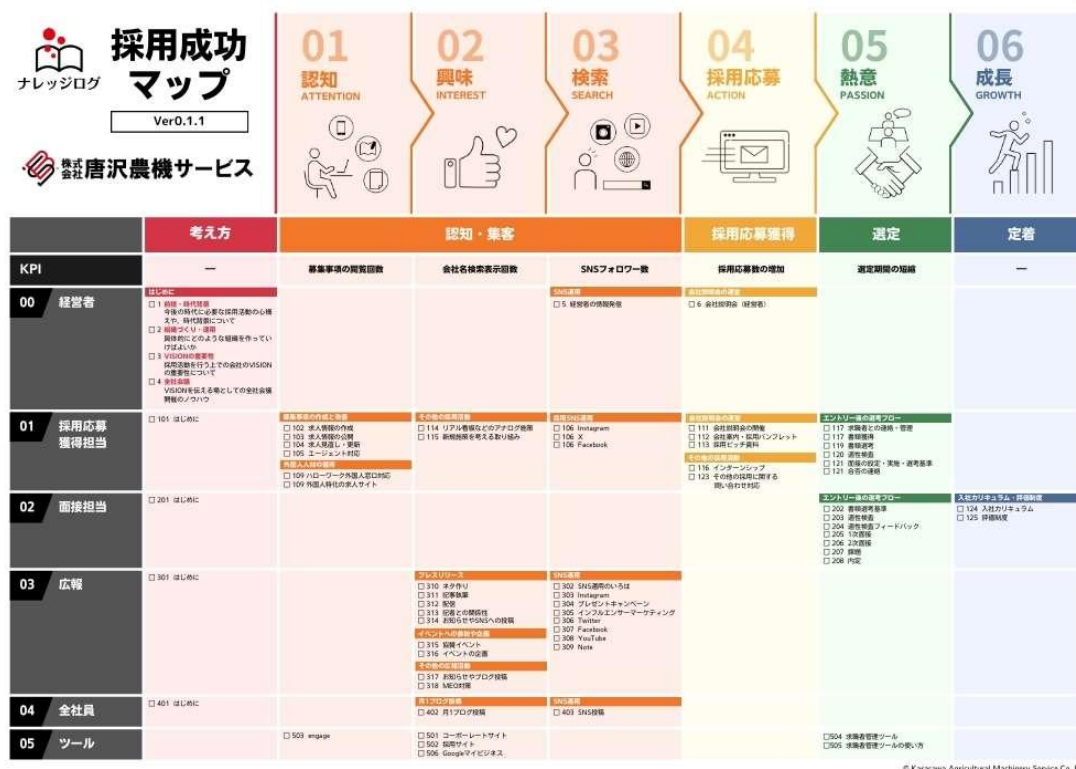 ナレッジログ
採用成功
マップ
Ver0.1.1
株式会社唐沢農機サービス
01
認知
ATTENTION
02
興味
INTEREST
03
検索
SEARCH
04
採用応募
ACTION
05
熱意
PASSION
06
成長
GROWTH
考え方
認知・集客
採用応募獲得
選定
定着
KPI
—
募集事項の閲覧回数
会社名検索表示回数
SNSフォロワー数
採用応募数の増加
選定期間の短縮
—
00 経営者
はじめに
1 前提・時代背景
今後の時代に必要な採用活動の心構
えや、時代背景について
2 組織づくり・運用
具体的にどのような組織を作ってい
けばよいか
3 VISIONの重要性
採用活動を行う上での会社のVISION
の重要性について
4 全社会議
VISIONを伝える場としての全社会議
開催のノウハウ
SNS運用
5 経営者の情報発信
会社説明会の運営
6 会社説明会（経営者）
01 採用応募
獲得担当
101 はじめに
募集事項の作成と改善
102 求人情報の作成
103 求人情報の公開
104 求人見直し・更新
105 エージェント対応
外国人人材の獲得
109 ハローワーク外国人窓口対応
109 外国人特化の求人サイト
その他の採用活動
114 リアル看板などのアナログ施策
115 新規施策を考える取り組み
採用SNS運用
106 Instagram
106 X
106 Facebook
会社説明会の運営
111 会社説明会の開催
112 会社案内・採用パンフレット
113 採用ピッチ資料
その他の採用活動
116 インターンシップ
123 その他の採用に関する
問い合わせ対応
エントリー後の選考フロー
117 求職者との連絡・管理
117 書類獲得
119 書類選考
120 適性検査
121 面接の設定・実施・選考基準
121 合否の連絡
02 面接担当
201 はじめに
エントリー後の選考フロー
202 書類選考基準
203 適性検査
204 適性検査フィードバック
205 1次面接
206 2次面接
207 課題
208 内定
入社カリキュラム・評価制度
124 入社カリキュラム
125 評価制度
03 広報
301 はじめに
プレスリリース
310 ネタ作り
311 記事執筆
312 配信
313 記者との関係性
314 お知らせやSNSへの投稿
イベントへの参加や企画
315 協賛イベント
316 イベントの企画
その他の広報活動
317 お知らせやブログ投稿
318 MEO対策
SNS運用
302 SNS運用のいろは
303 Instagram
304 プレゼントキャンペーン
305 インフルエンサーマーケティング
306 Twitter
307 Facebook
308 YouTube
309 Note
04 全社員
401 はじめに
月1ブログ投稿
402 月1ブログ投稿
SNS運用
403 SNS投稿
05 ツール
503 engage
501 コーポレートサイト
502 採用サイト
506 Googleマイビジネス
504 求職者管理ツール
505 求職者管理ツールの使い方